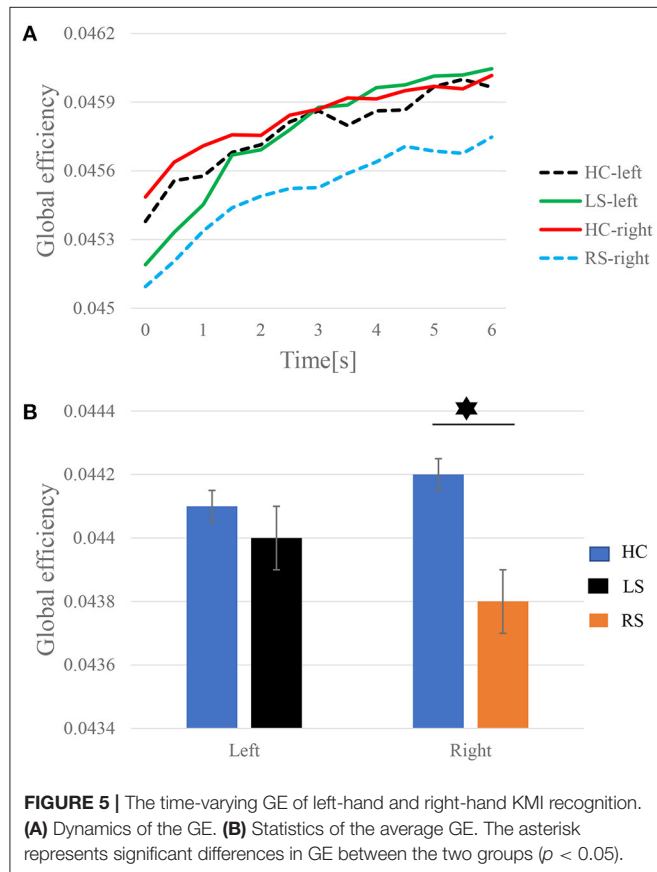 A
Global efficiency
0.0462
0.0459
0.0456
0.0453
0.045
0 1 2 3 4 5 6
Time[s]
HC-left
LS-left
HC-right
RS-right
B
Global efficiency
0.0444
0.0442
0.044
0.0438
0.0436
0.0434
Left Right
HC
LS
RS
FIGURE 5 | The time-varying GE of left-hand and right-hand KMI recognition.
(A) Dynamics of the GE. (B) Statistics of the average GE. The asterisk
represents significant differences in GE between the two groups (p < 0.05).